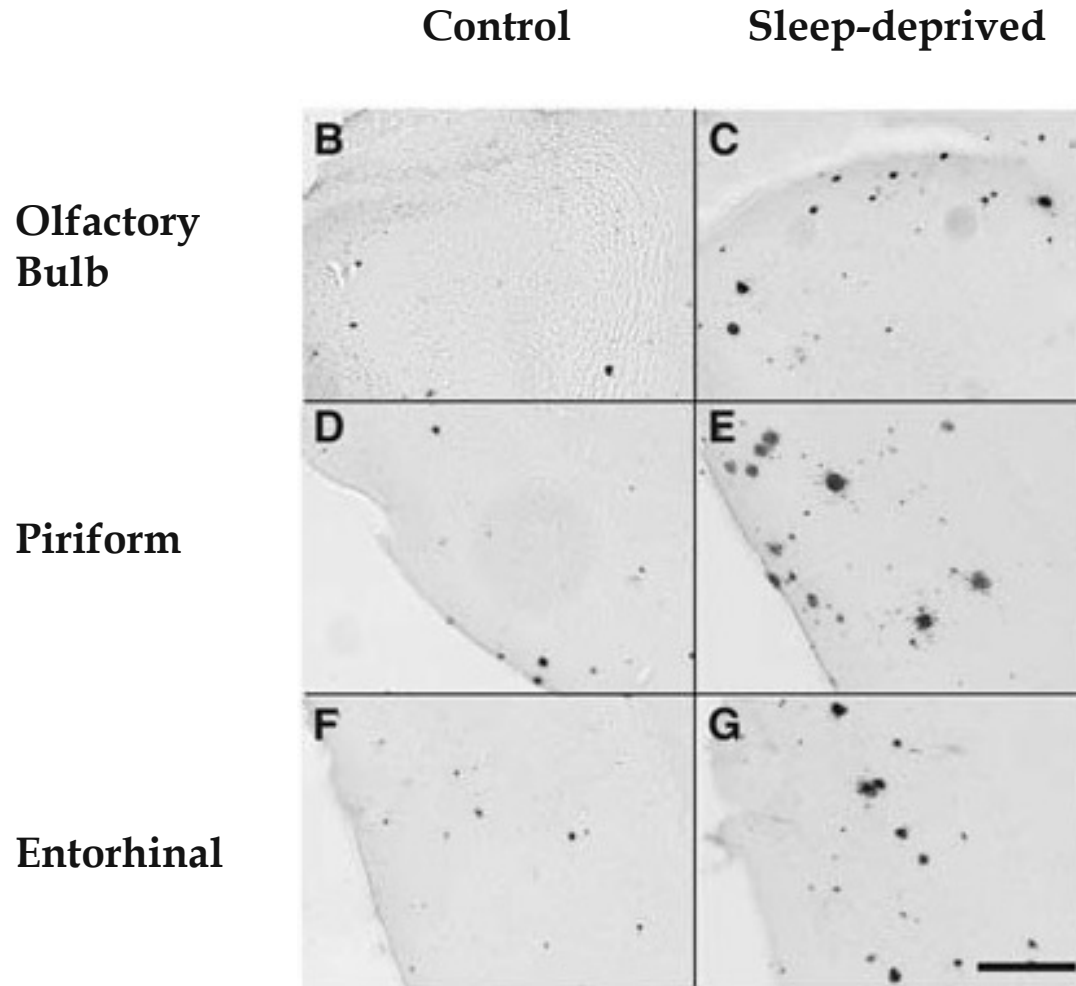 Control Sleep-deprived
B C
Olfactory
Bulb
D E
Piriform
F G
Entorhinal